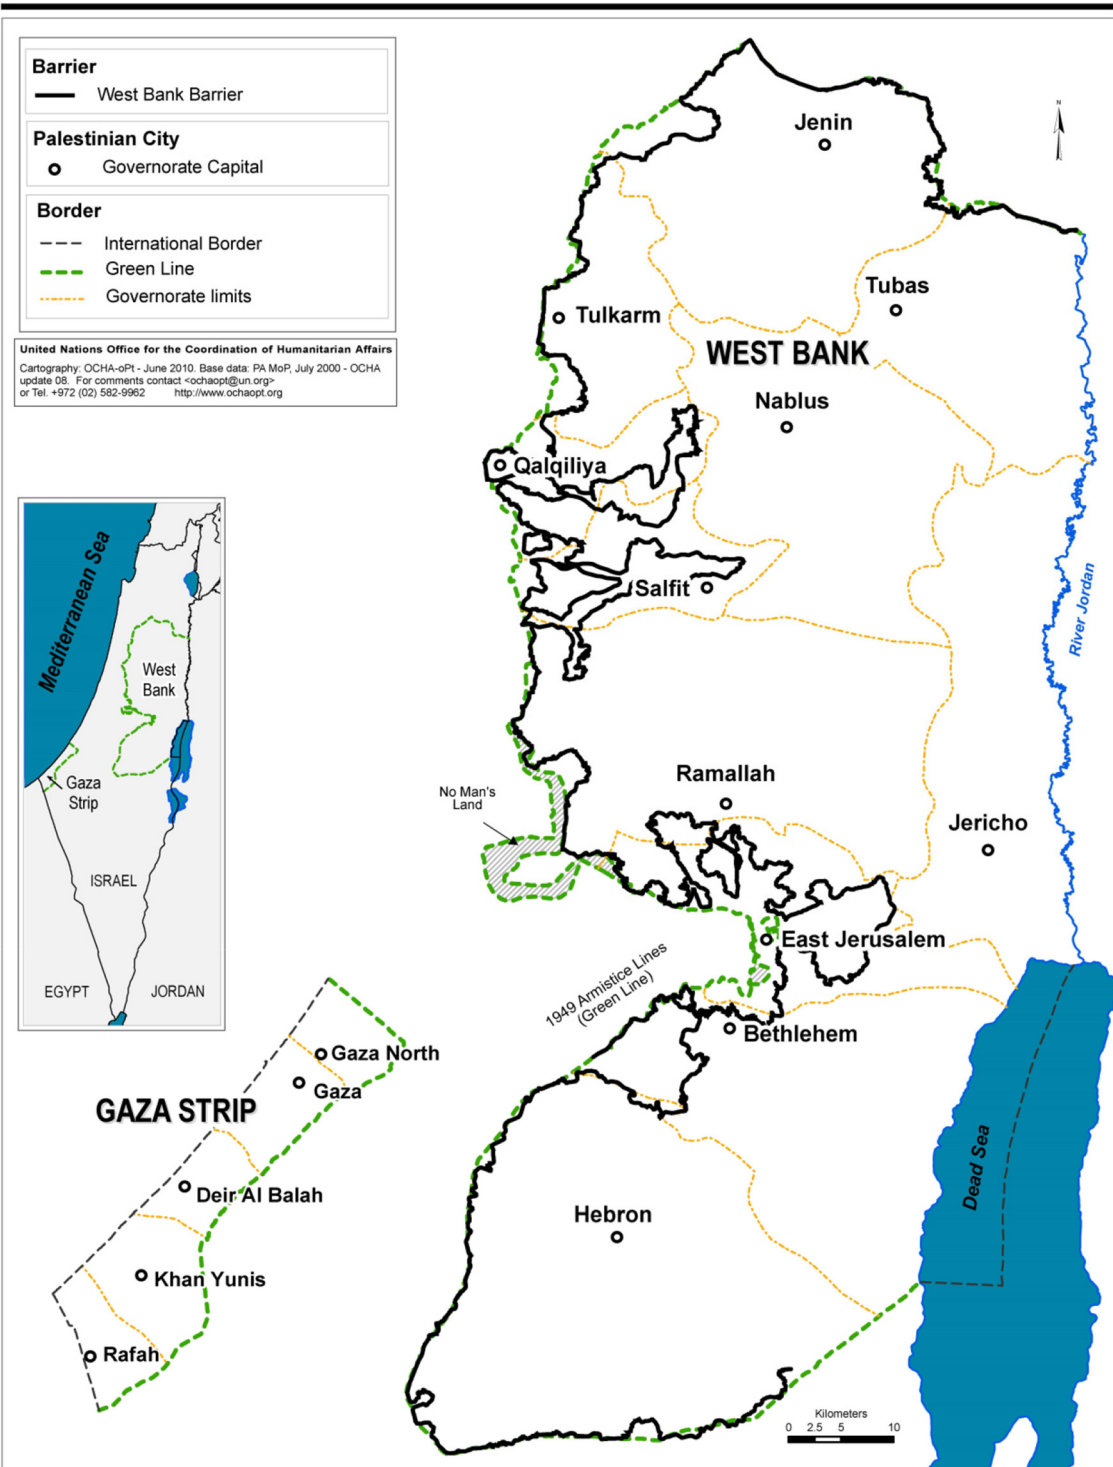 Barrier
West Bank Barrier
Palestinian City
Governorate Capital
Border
International Border
Green Line
Governorate limits
United Nations Office for the Coordination of Humanitarian Affairs
Cartography: OCHA-oPt - June 2010. Base data: PA MoP, July 2000 - OCHA
update 08. For comments contact <ochaopt@un.org>
or Tel. +972 (02) 582-9962 http://www.ochaopt.org
N
Jenin
Tubas
Tulkarm
WEST BANK
Nablus
Qalqiliya
Salfit
River Jordan
Ramallah
No Man's
Land
Jericho
East Jerusalem
1949 Armistice Lines
(Green Line)
Bethlehem
Hebron
Dead Sea
Kilometers
0 2.5 5 10
Mediterranean Sea
West
Bank
Gaza
Strip
ISRAEL
EGYPT
JORDAN
GAZA STRIP
Gaza North
Gaza
Deir Al Balah
Khan Yunis
Rafah